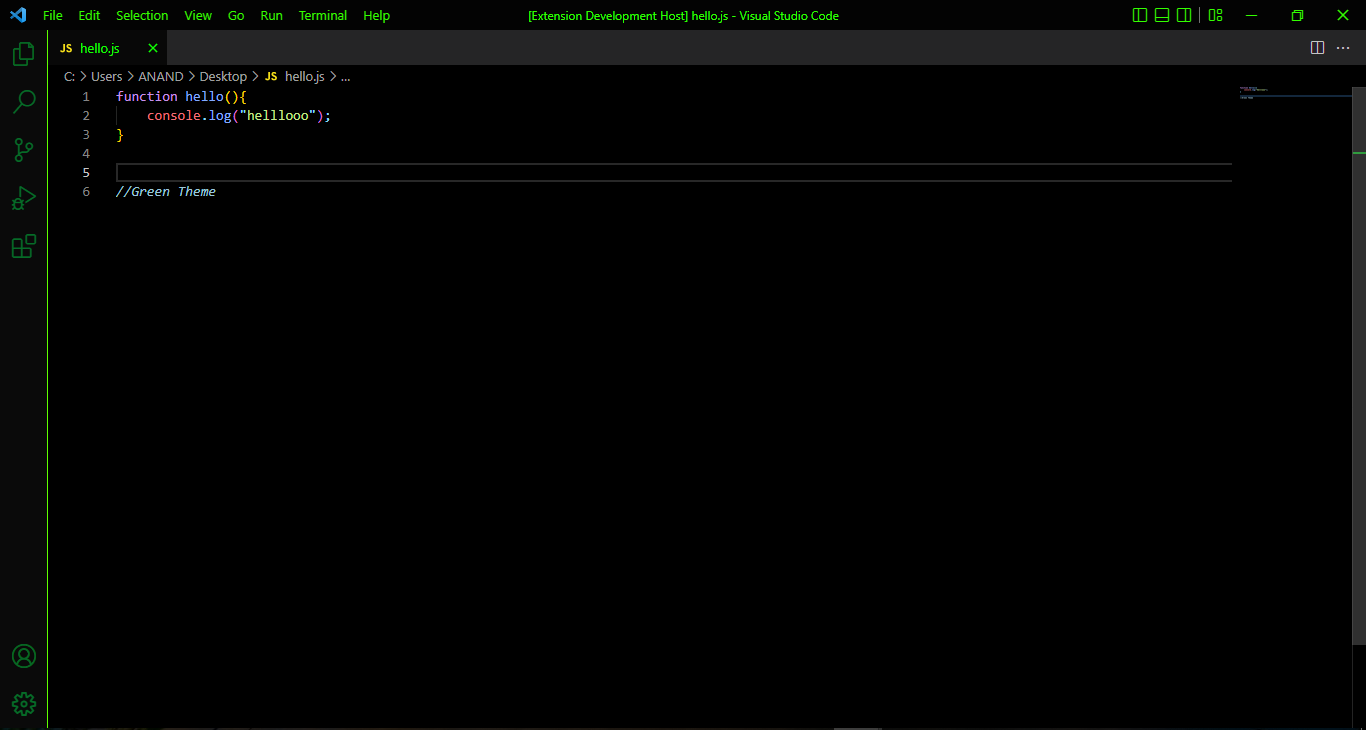 File Edit Selection View Go Run Terminal Help [Extension Development Host] hello.js - Visual Studio Code
JS hello.js
C: > Users > ANAND > Desktop > JS hello.js > ...
1 function hello(){
2 console.log("helllooo");
3 }
4
5
6 //Green Theme